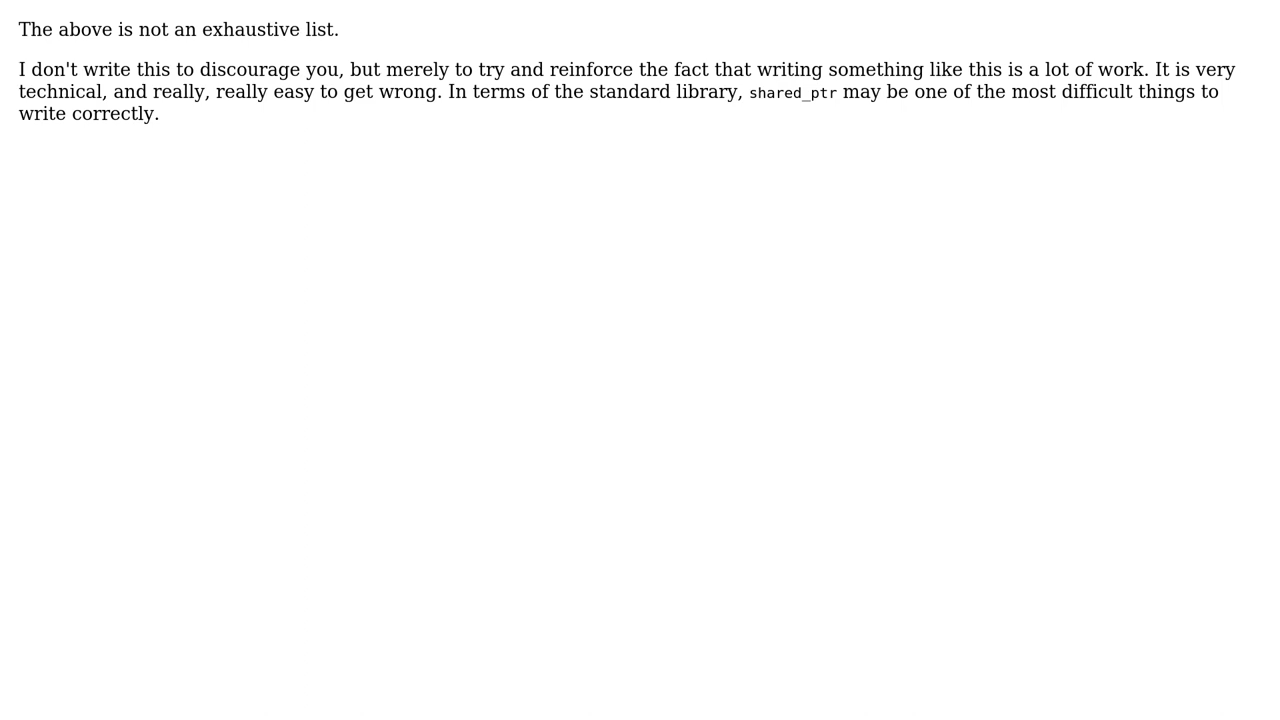 The above is not an exhaustive list.
I don't write this to discourage you, but merely to try and reinforce the fact that writing something like this is a lot of work. It is very
technical, and really, really easy to get wrong. In terms of the standard library, shared_ptr may be one of the most difficult things to
write correctly.